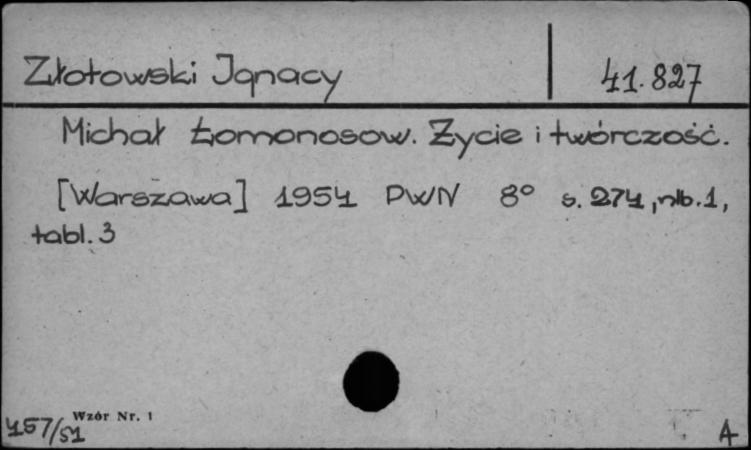 Złotowski Ignacy 41.827
Michał Łomonosow. Życie i twórczość.
[Warszawa] 1954 PWN 8° s. 274, nlb. 1,
tabl. 3
Wzór Nr. 1
457/51 A